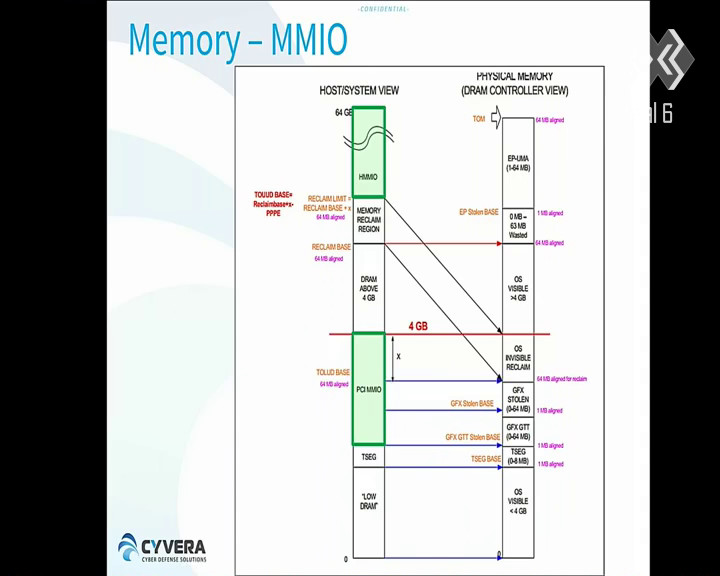 -CONFIDENTIAL-
Memory – MMIO
HOST/SYSTEM VIEW
PHYSICAL MEMORY
(DRAM CONTROLLER VIEW)
64 GB
TOM
64 MB aligned
HMMIO
EP-UMA
(1-64 MB)
TOUUD BASE=
Reclaimbase+x-
PPPE
RECLAIM LIMIT =
RECLAIM BASE + x
64 MB aligned
MEMORY
RECLAIM
REGION
EP Stolen BASE
1 MB aligned
0 MB –
63 MB
Wasted
RECLAIM BASE
64 MB aligned
64 MB aligned
DRAM
ABOVE
4 GB
OS
VISIBLE
>4 GB
4 GB
X
OS
INVISIBLE
RECLAIM
TOLUD BASE
64 MB aligned
PCI MMIO
64 MB aligned for reclaim
GFX
STOLEN
(0-64 MB)
GFX Stolen BASE
1 MB aligned
GFX GTT
(0-64 MB)
GFX GTT Stolen BASE
1 MB aligned
TSEG
TSEG BASE
TSEG
(0-8 MB)
1 MB aligned
"LOW
DRAM"
OS
VISIBLE
< 4 GB
0
0
CYVERA
CYBER DEFENSE SOLUTIONS
al 6